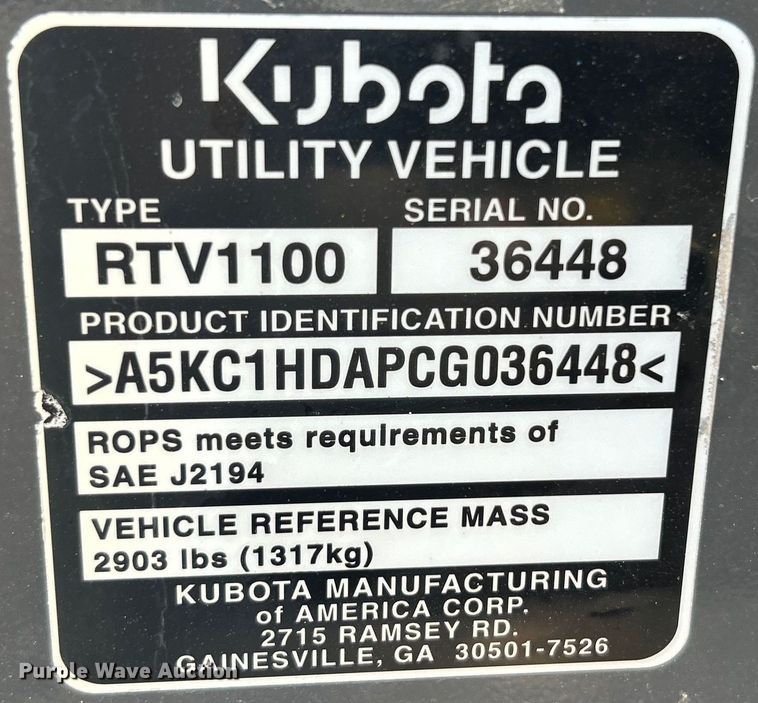 Kubota
UTILITY VEHICLE
TYPE SERIAL NO.
RTV1100 36448
PRODUCT IDENTIFICATION NUMBER
>A5KC1HDAPCG036448<
ROPS meets requirements of
SAE J2194
VEHICLE REFERENCE MASS
2903 lbs (1317kg)
KUBOTA MANUFACTURING
of AMERICA CORP.
2715 RAMSEY RD.
GAINESVILLE, GA 30501-7526
Purple Wave Auction